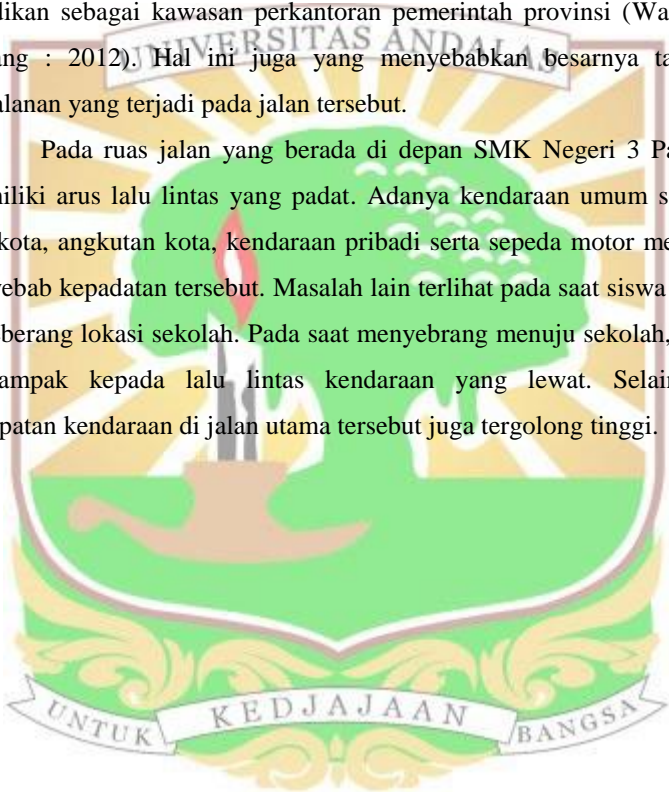 dikan sebagai kawasan perkantoran pemerintah provinsi (Wa
ang : 2012). Hal ini juga yang menyebabkan besarnya ta
alanan yang terjadi pada jalan tersebut.
Pada ruas jalan yang berada di depan SMK Negeri 3 Pa
niliki arus lalu lintas yang padat. Adanya kendaraan umum s
kota, angkutan kota, kendaraan pribadi serta sepeda motor me
yebab kepadatan tersebut. Masalah lain terlihat pada saat siswa
eberang lokasi sekolah. Pada saat menyebrang menuju sekolah,
ampak kepada lalu lintas kendaraan yang lewat. Selain
patan kendaraan di jalan utama tersebut juga tergolong tinggi.
UNIVERSITAS ANDALAS
UNTUK KEDJAJAAN BANGSA